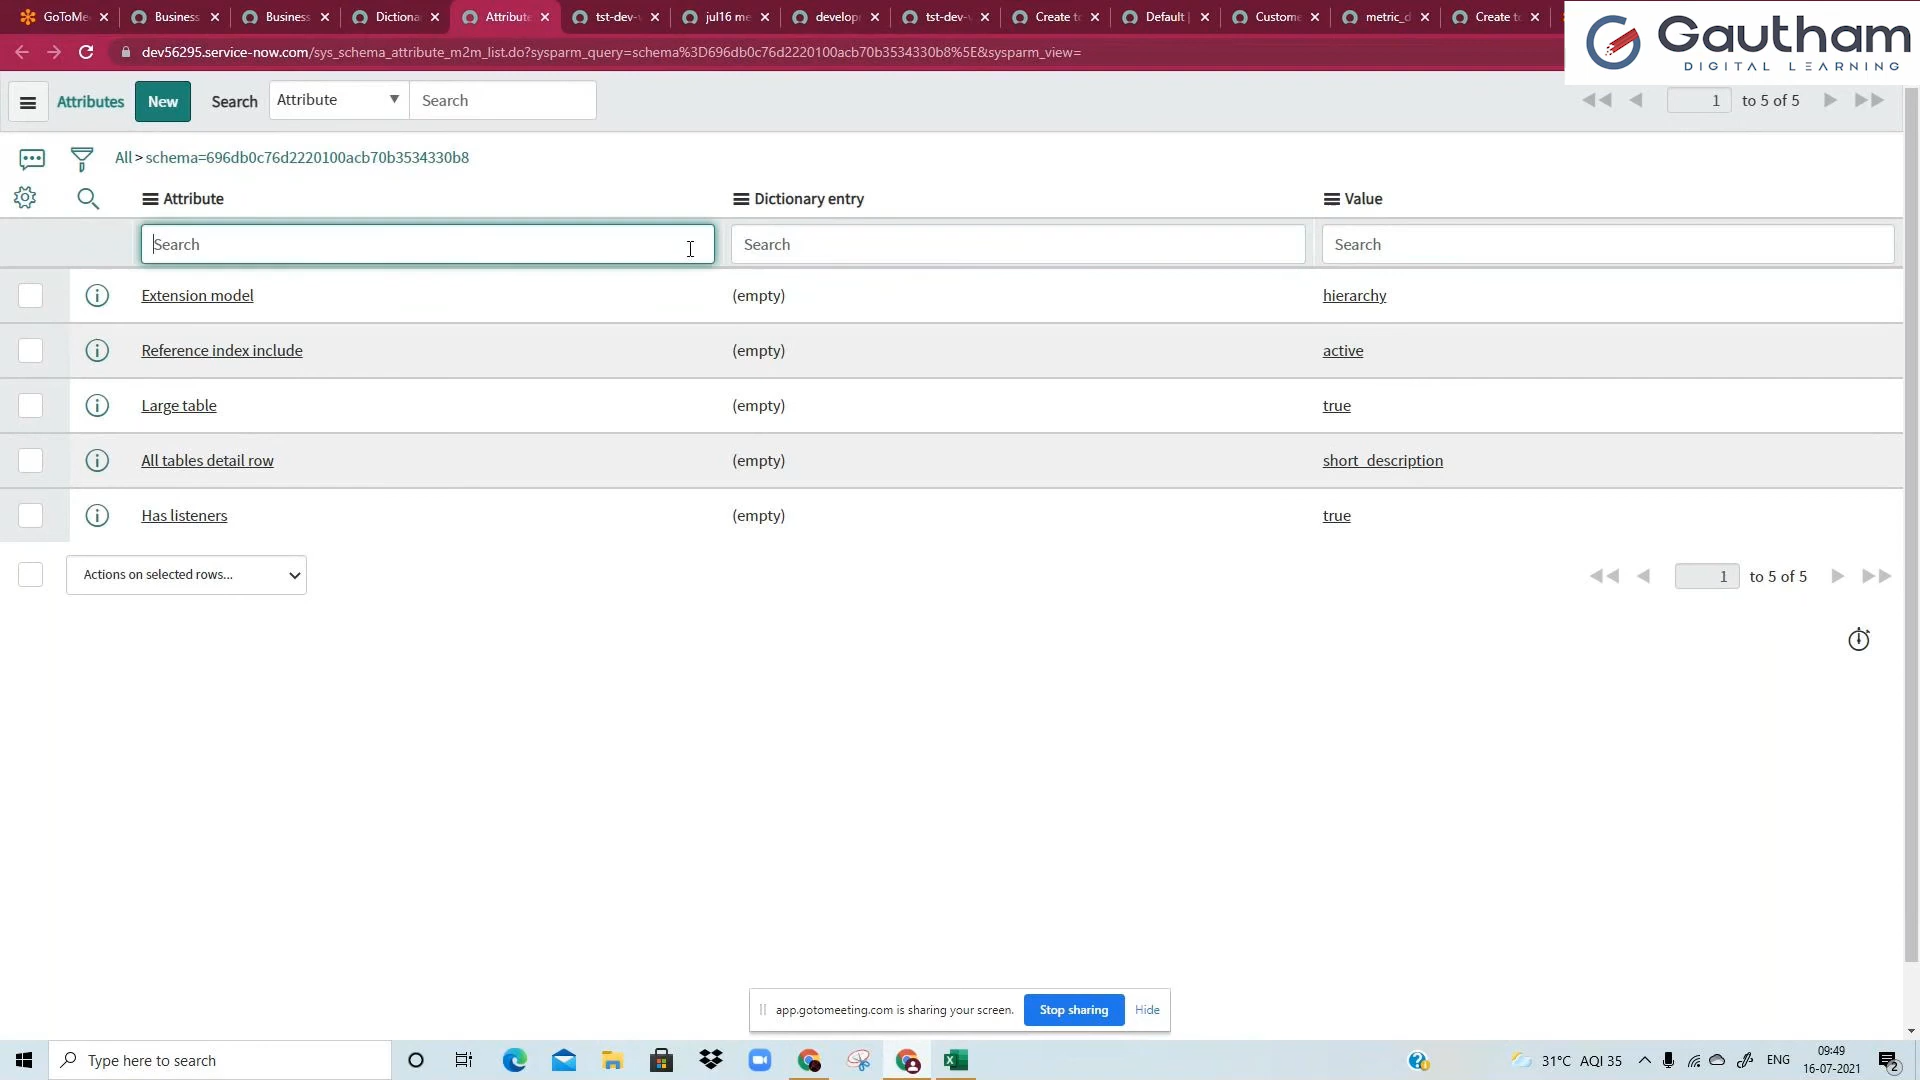 GoToMe
Business
Business
Dictiona
Attribute
tst-dev-
jul16 me
develop
tst-dev-
Create t
Default
Custome
metric_d
Create t
Gautham
DIGITAL LEARNING
dev56295.service-now.com/sys_schema_attribute_m2m_list.do?sysparm_query=schema%3D696db0c76d2220100acb70b3534330b8%5E&sysparm_view=
Attributes New Search Attribute Search 1 to 5 of 5
All > schema=696db0c76d2220100acb70b3534330b8
Attribute Dictionary entry Value
Search Search Search
Extension model (empty) hierarchy
Reference index include (empty) active
Large table (empty) true
All tables detail row (empty) short_description
Has listeners (empty) true
Actions on selected rows... 1 to 5 of 5
app.gotomeeting.com is sharing your screen. Stop sharing Hide
Type here to search
31°C AQI 35 ENG
09:49
16-07-2021
2